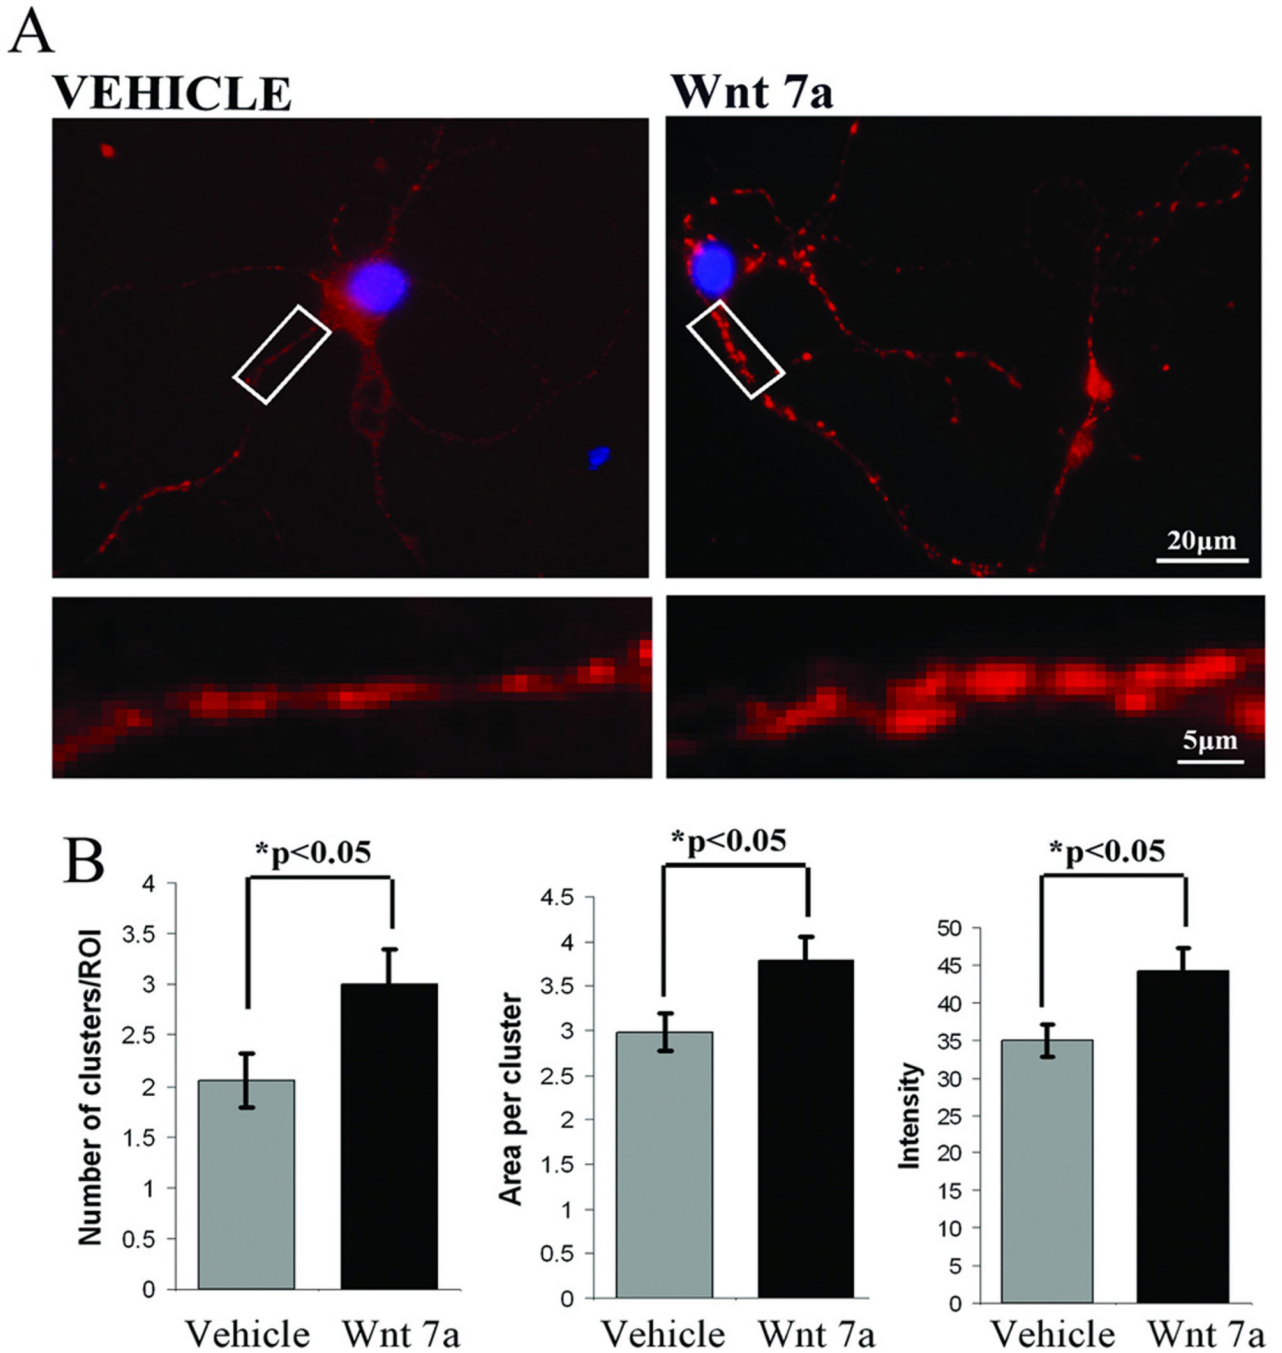 A
VEHICLE
Wnt 7a
20µm
5µm
B
*p<0.05
Number of clusters/ROI
4
3.5
3
2.5
2
1.5
1
0.5
0
Vehicle
Wnt 7a
*p<0.05
Area per cluster
4.5
4
3.5
3
2.5
2
1.5
1
0.5
0
Vehicle
Wnt 7a
*p<0.05
Intensity
50
45
40
35
30
25
20
15
10
5
0
Vehicle
Wnt 7a